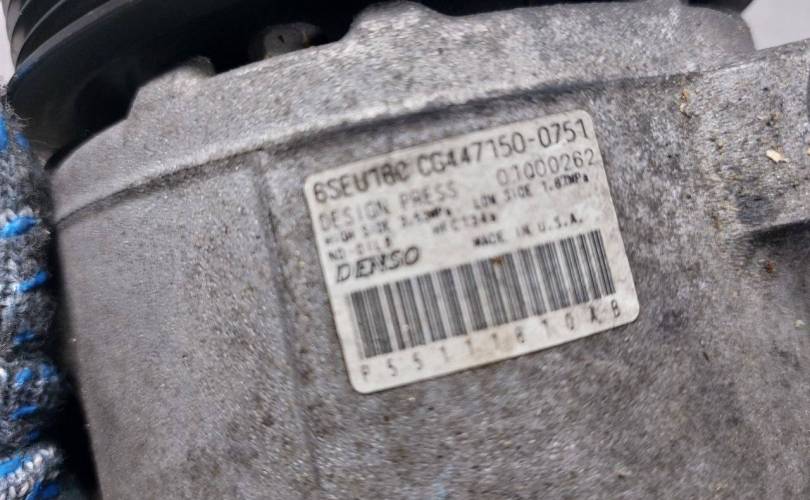 6SEU16C CG447150-0751
DESIGN PRESS 01000262
HIGH SIDE 3.53MPa LOW SIDE 1.67MPa
ND-OIL8 HFC134a
DENSO MADE IN U.S.A.
P55111610AB